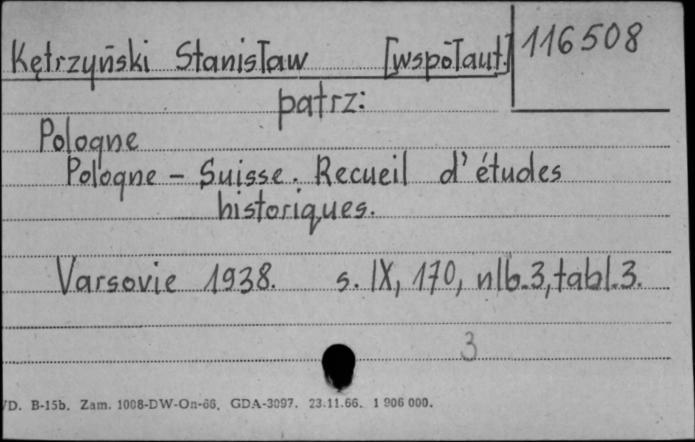 Kętrzyński Stanisław [współaut.] 116508
patrz:
Pologne
Pologne - Suisse. Recueil d'études
historiques.
Varsovie 1938. s. IX, 170, nlb.3, tabl.3.
3
D. B-15b. Zam. 1008-DW-On-66. GDA-3097. 23.11.66. 1 906 000.